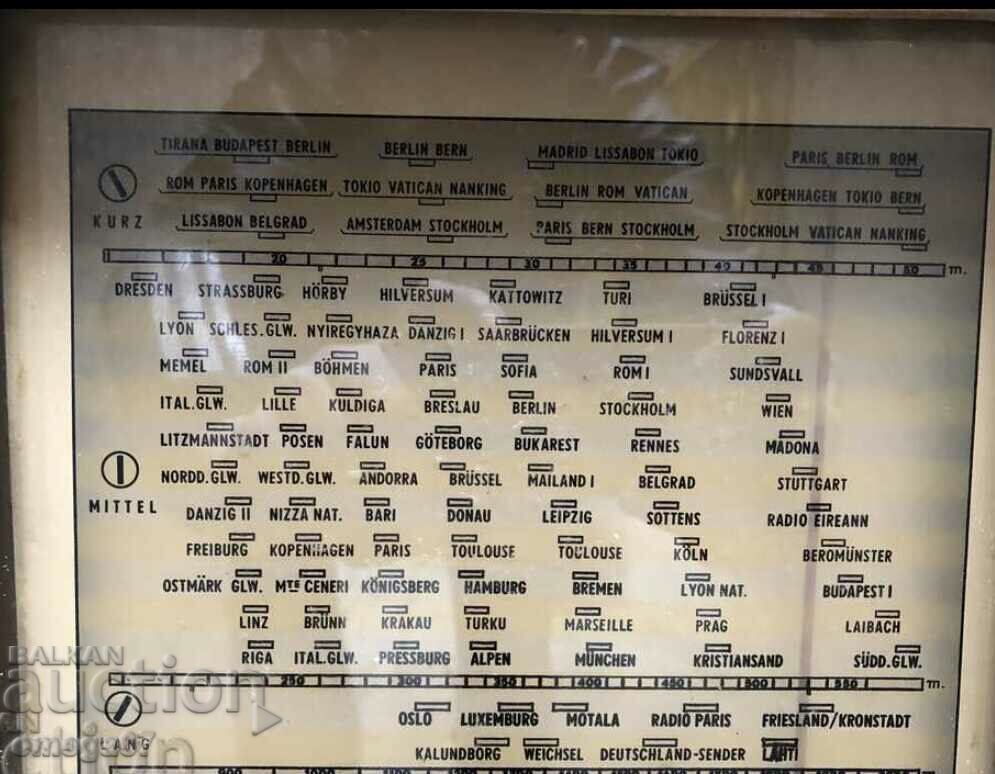 TIRANA BUDAPEST BERLIN BERLIN BERN MADRID LISSABON TOKIO PARIS BERLIN ROM
ROM PARIS KOPENHAGEN TOKIO VATICAN NANKING BERLIN ROM VATICAN KOPENHAGEN TOKIO BERN
KURZ LISSABON BELGRAD AMSTERDAM STOCKHOLM PARIS BERN STOCKHOLM STOCKHOLM VATICAN NANKING
20 25 30 35 40 45 50 m.
DRESDEN STRASSBURG HÖRBY HILVERSUM KATTOWITZ TURI BRÜSSEL I
LYON SCHLES.GLW. NYIREGYHAZA DANZIG I SAARBRÜCKEN HILVERSUM I FLORENZ I
MEMEL ROM II BÖHMEN PARIS SOFIA ROM I SUNDSVALL
ITAL.GLW. LILLE KULDIGA BRESLAU BERLIN STOCKHOLM WIEN
LITZMANNSTADT POSEN FALUN GÖTEBORG BUKAREST RENNES MADONA
NORDD.GLW. WESTD.GLW. ANDORRA BRÜSSEL MAILAND I BELGRAD STUTTGART
MITTEL
DANZIG II NIZZA NAT. BARI DONAU LEIPZIG SOTTENS RADIO EIREANN
FREIBURG KOPENHAGEN PARIS TOULOUSE TOULOUSE KÖLN BEROMÜNSTER
OSTMÄRK GLW. MTE CENERI KÖNIGSBERG HAMBURG BREMEN LYON NAT. BUDAPEST I
LINZ BRÜNN KRAKAU TURKU MARSEILLE PRAG LAIBACH
RIGA ITAL.GLW. PRESSBURG ALPEN MÜNCHEN KRISTIANSAND SÜDD.GLW.
250 300 350 400 450 500 550 m.
OSLO LUXEMBURG MOTALA RADIO PARIS FRIESLAND/KRONSTADT
LANG
KALUNDBORG WEICHSEL DEUTSCHLAND-SENDER LAHTI
900 1000 1100 1200
BALKAN
auction